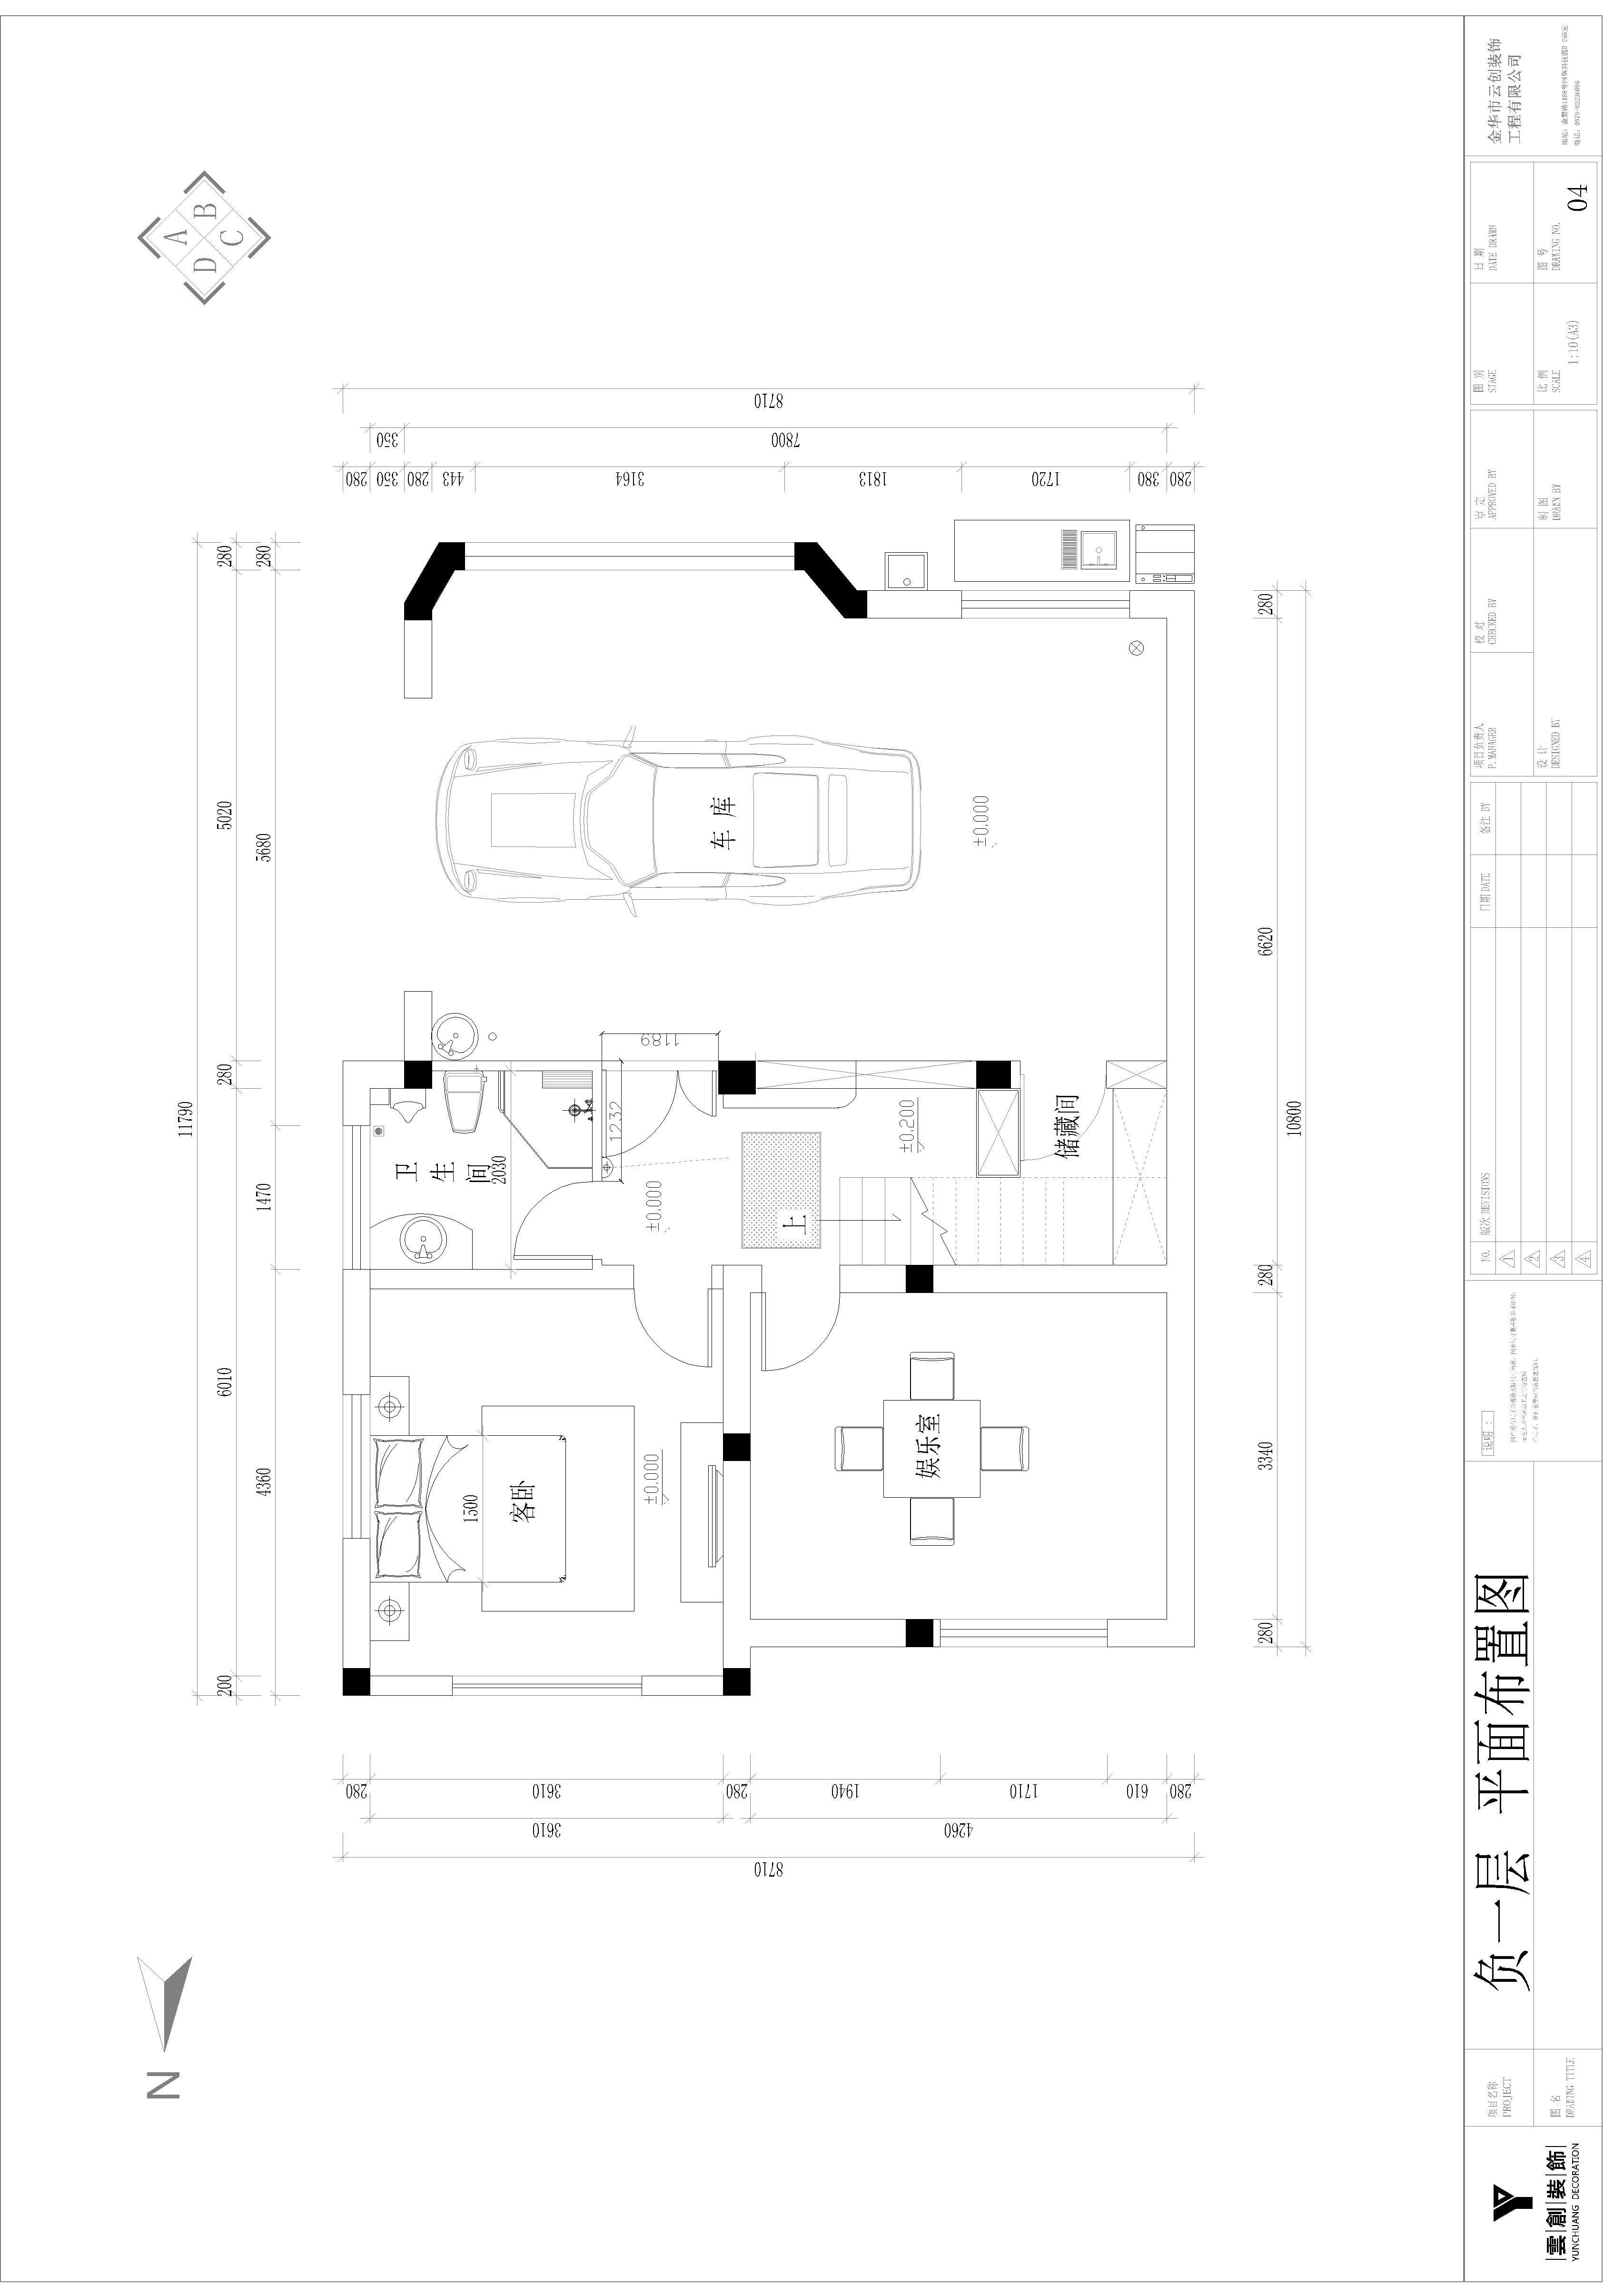 N
A
B
C
D
11790
200
6010
280
5020
280
4360
1470
5680
280
8710
3610
4260
280
3610
280
1940
1710
610
280
8710
350
7800
280
350
280
443
3164
1813
1720
380
280
280
3340
280
6620
280
10800
卫
生
间
2030
1232
1189
±0.000
客卧
1500
±0.000
车 库
±0.000
上
±0.200
储藏间
娱乐室
雲創裝飾
YUNCHUANG DECORATION
项目名称
PROJECT
图 名
DRAWING TITLE
负一层 平面布置图
说明：
NO.
版次 REVISIONS
日期 DATE
备注 BY
1
2
3
4
项目负责人
P.MANAGER
校 对
CHECKED BY
审 定
APPROVED BY
设 计
DESIGNED BY
制 图
DRAEN BY
图 别
STAGE
日 期
DATE DRAWN
比 例
SCALE
1:10(A3)
图 号
DRAWING NO.
04
金华市云创装饰
工程有限公司